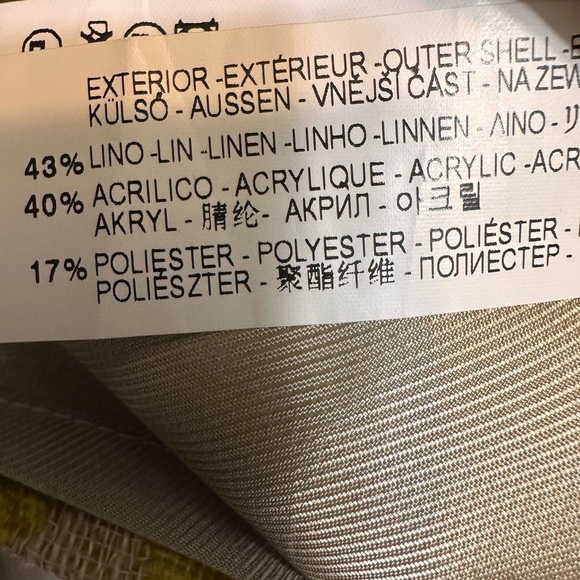 EXTERIOR -EXTÉRIEUR -OUTER SHELL -
KÜLSŐ - AUSSEN - VNĚJŠÍ ČÁST - NA ZEW
43% LINO -LIN -LINEN -LINHO -LINNEN - ΛΙΝΟ - リ
40% ACRILICO - ACRYLIQUE - ACRYLIC -ACR
AKRYL - 腈纶- АКРИЛ - 아크릴
17% POLIESTER - POLYESTER - POLIÉSTER -
POLIÉSZTER - 聚酯纤维 - ПОЛИЕСТЕР -